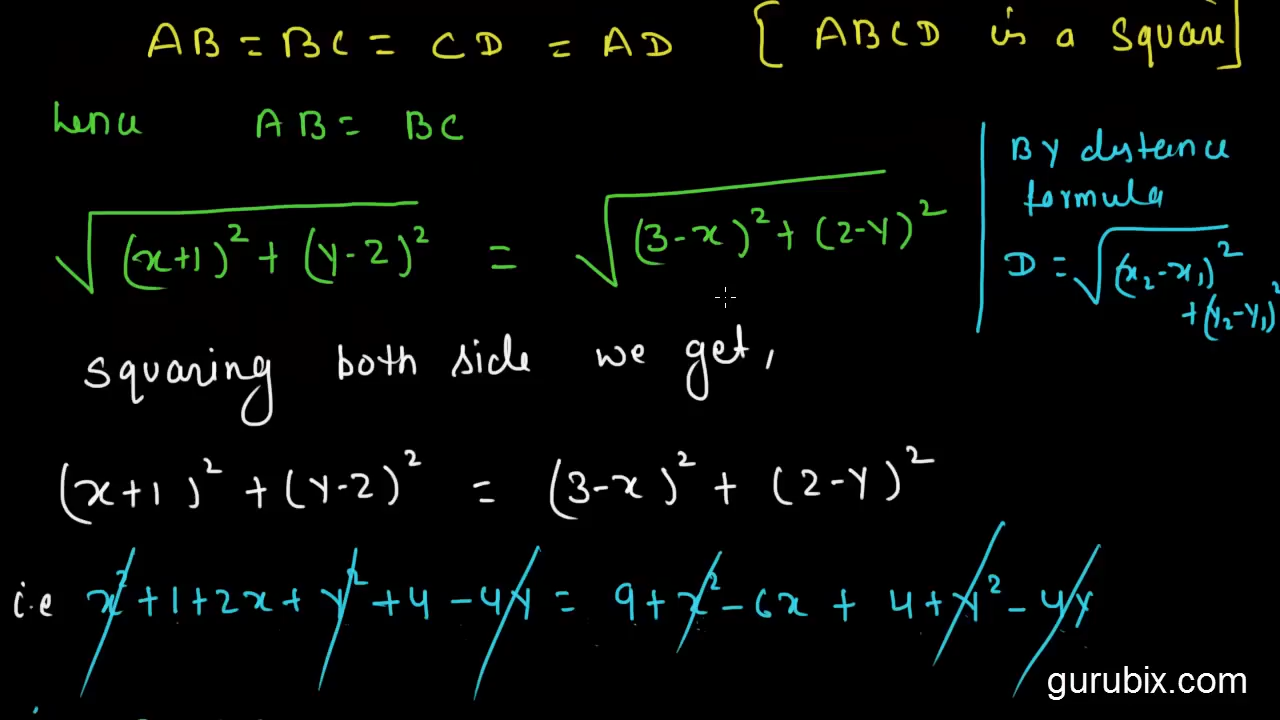 AB = BC = CD = AD [ABCD is a square]
hence AB = BC
√((x+1)² + (y-2)²) = √((3-x)² + (2-y)²)
By distance
formula
D = √((x₂-x₁)²
+(y₂-y₁)²
squaring both side we get,
(x+1)² + (y-2)² = (3-x)² + (2-y)²
i.e x² + 1 + 2x + y² + 4 - 4y = 9 + x² - 6x + 4 + y² - 4y
gurubix.com